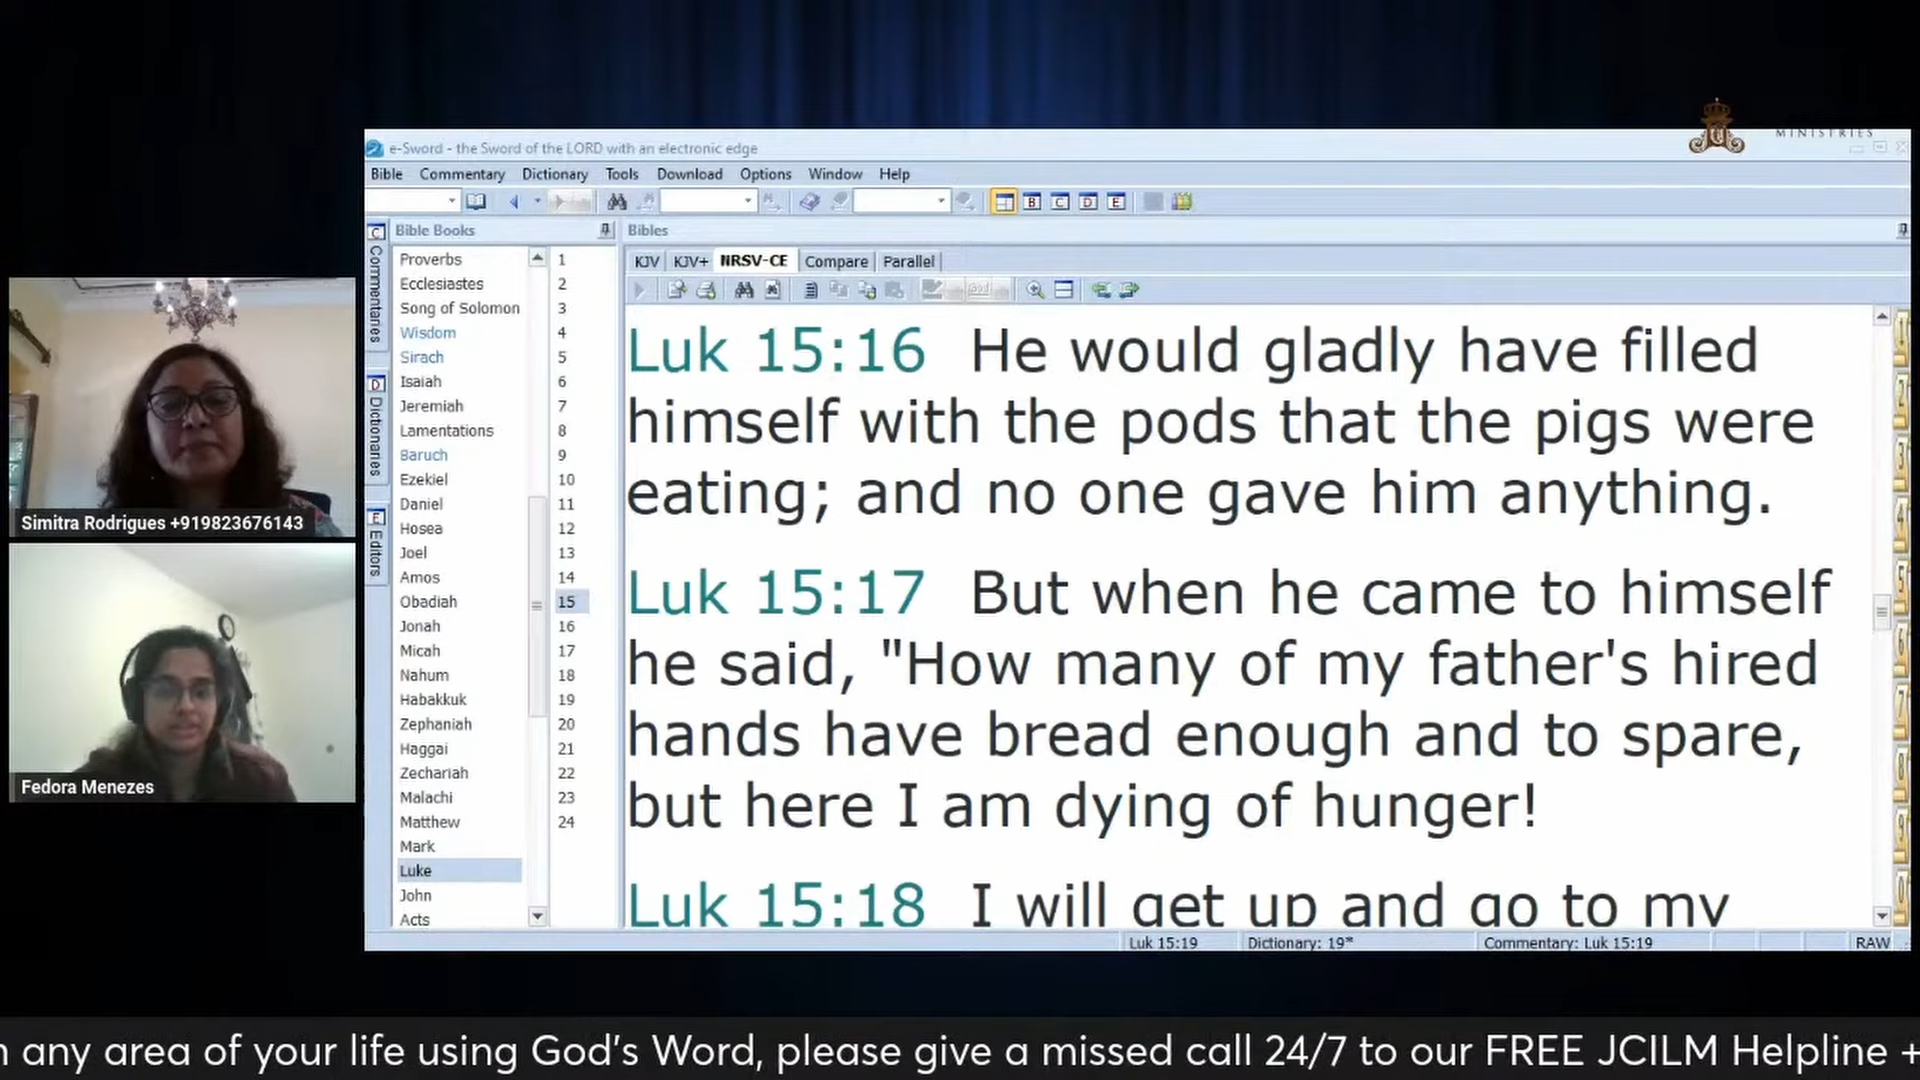 MINISTRIES
e-Sword - the Sword of the LORD with an electronic edge
Bible Commentary Dictionary Tools Download Options Window Help
B C D E
Bible Books
Bibles
C Commentaries
D Dictionaries
E Editors
KJV KJV+ NRSV-CE Compare Parallel
Proverbs
Ecclesiastes
Song of Solomon
Wisdom
Sirach
Isaiah
Jeremiah
Lamentations
Baruch
Ezekiel
Daniel
Hosea
Joel
Amos
Obadiah
Jonah
Micah
Nahum
Habakkuk
Zephaniah
Haggai
Zechariah
Malachi
Matthew
Mark
Luke
John
Acts
1
2
3
4
5
6
7
8
9
10
11
12
13
14
15
16
17
18
19
20
21
22
23
24
Luk 15:16 He would gladly have filled
himself with the pods that the pigs were
eating; and no one gave him anything.
Luk 15:17 But when he came to himself
he said, "How many of my father's hired
hands have bread enough and to spare,
but here I am dying of hunger!
Luk 15:18 I will get up and go to my
Luk 15:19 Dictionary: 19* Commentary: Luk 15:19 RAW
Simitra Rodrigues +919823676143
Fedora Menezes
n any area of your life using God's Word, please give a missed call 24/7 to our FREE JCILM Helpline +